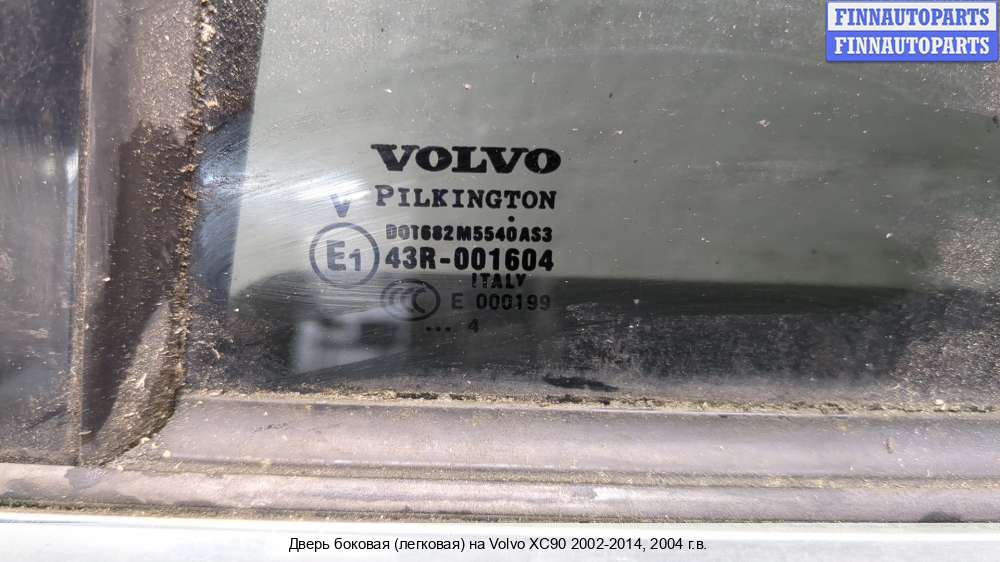 FINNAUTOPARTS
FINNAUTOPARTS
VOLVO
PILKINGTON
V
DOT682M5540AS3
E1 43R-001604
ITALY
CCC E 000199
... 4
Дверь боковая (легковая) на Volvo XC90 2002-2014, 2004 г.в.